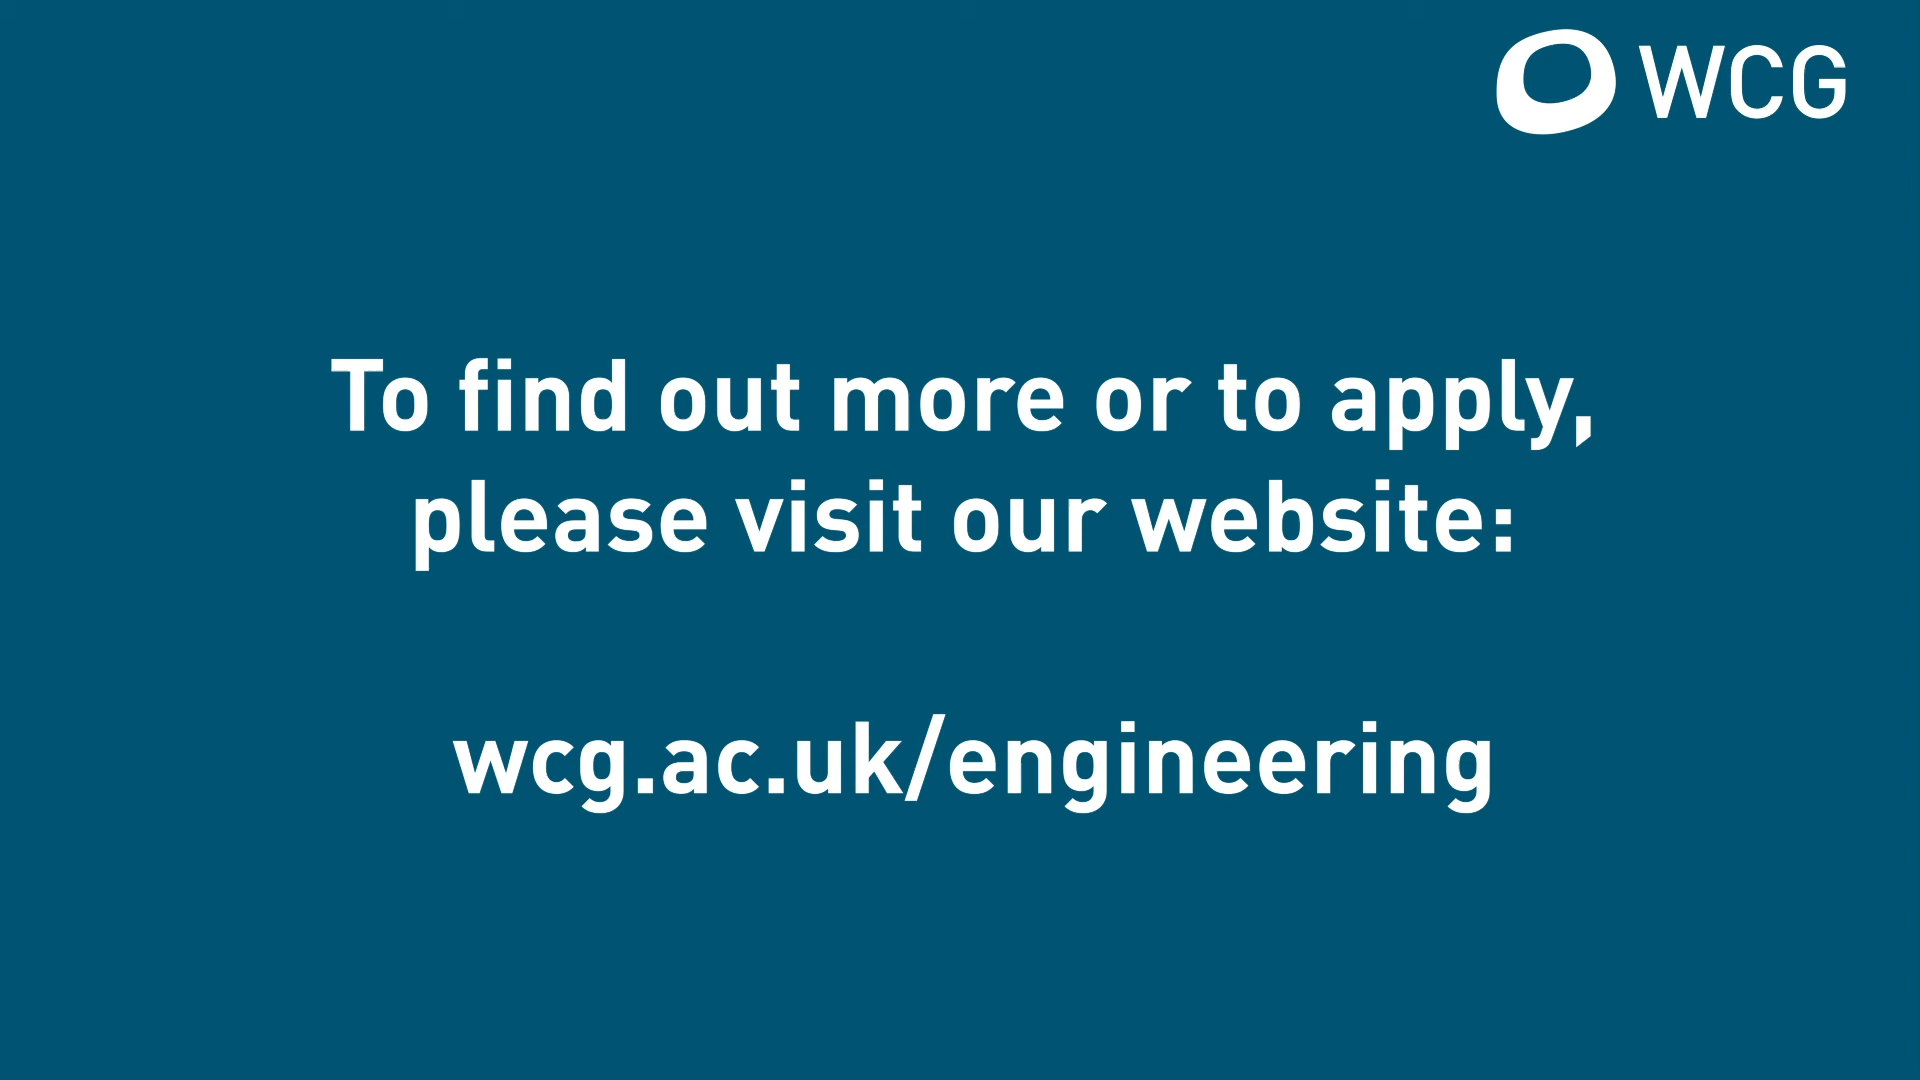 WCG
To find out more or to apply,
please visit our website:
wcg.ac.uk/engineering